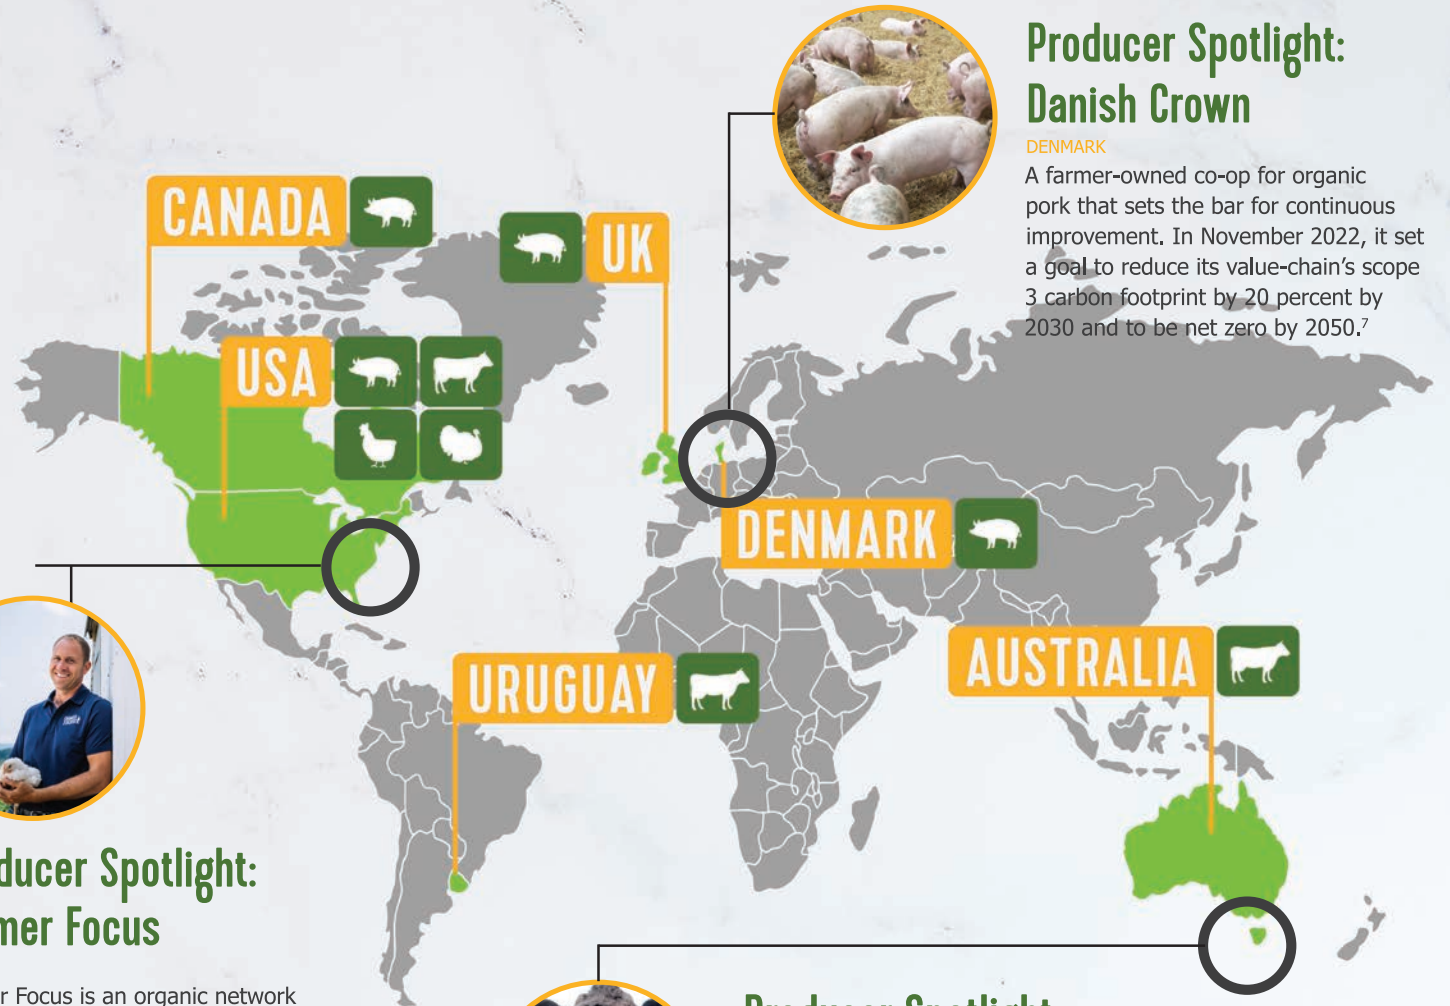 Producer Spotlight:
Danish Crown
DENMARK
A farmer-owned co-op for organic
pork that sets the bar for continuous
improvement. In November 2022, it set
a goal to reduce its value-chain’s scope
3 carbon footprint by 20 percent by
2030 and to be net zero by 2050.7
CANADA
UK
USA
DENMARK
AUSTRALIA
URUGUAY
ducer Spotlight:
mer Focus
r Focus is an organic network
Producer Spotlight